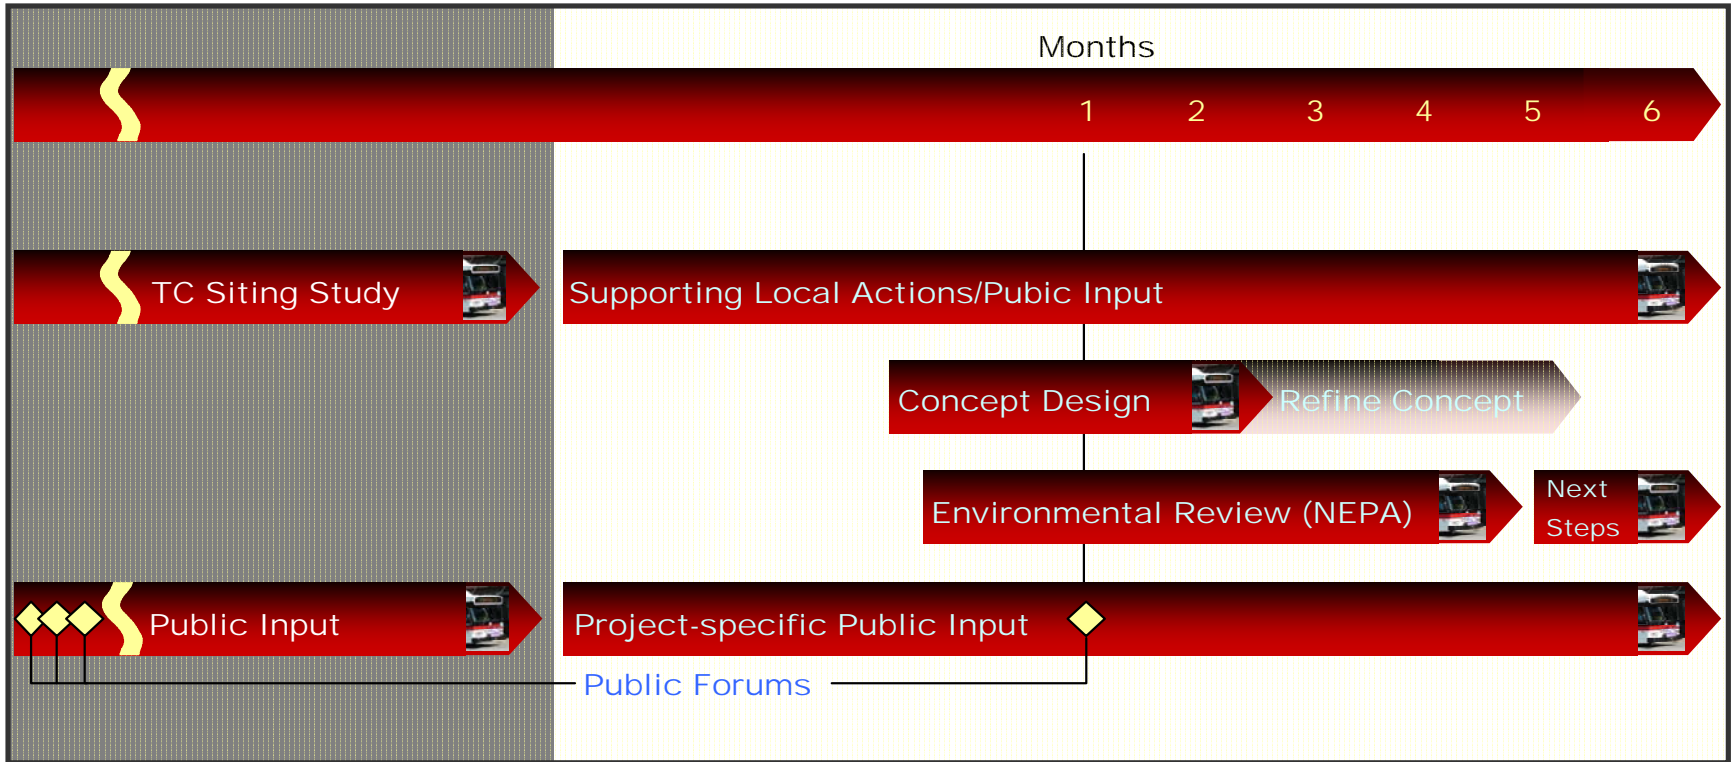 Months
1 2 3 4 5 6
TC Siting Study
Supporting Local Actions/Pubic Input
Concept Design
Refine Concept
Environmental Review (NEPA)
Next
Steps
Public Input
Project-specific Public Input
Public Forums